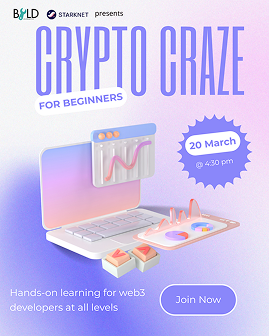 BOLD STARKNET presents
CRYPTO CRAZE
FOR BEGINNERS
20 March
@ 4:30 pm
Hands-on learning for web3
developers at all levels
Join Now